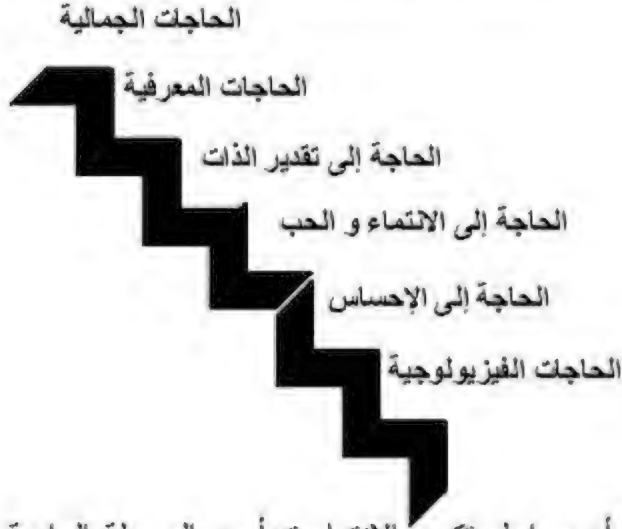 الحاجات الجمالية
الحاجات المعرفية
الحاجة إلى تقدير الذات
الحاجة إلى الانتماء و الحب
الحاجة إلى الإحساس
الحاجات الفيزيولوجية